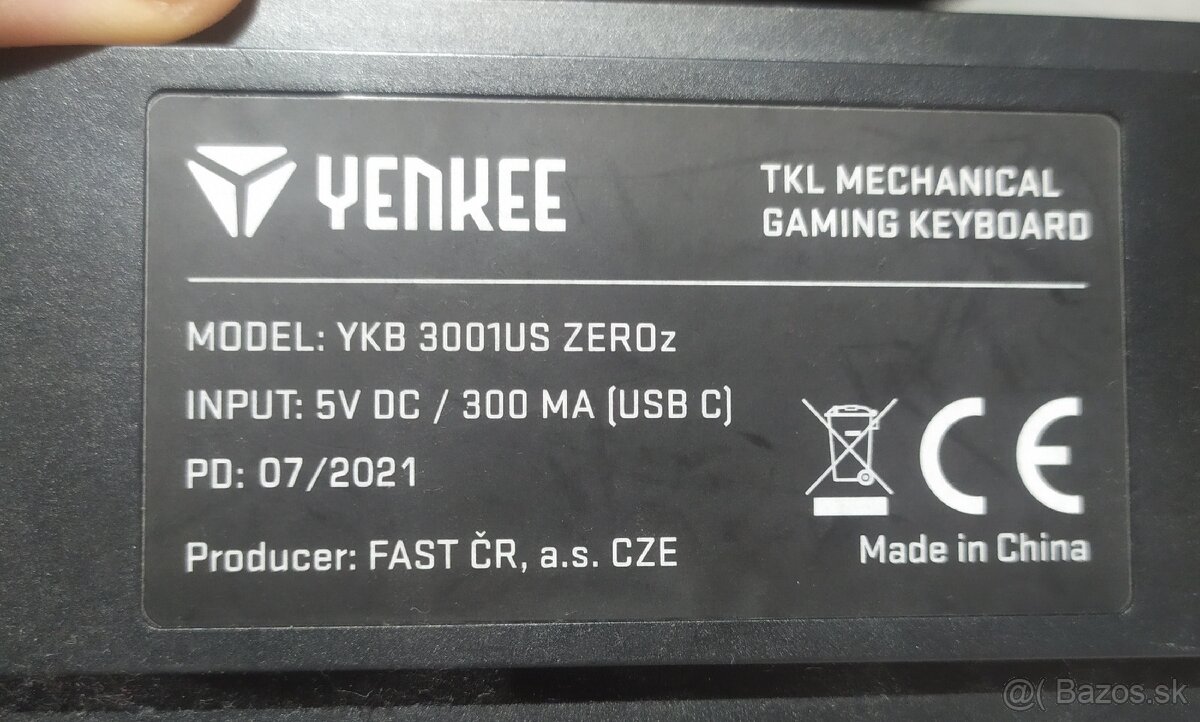 YENKEE
TKL MECHANICAL
GAMING KEYBOARD
MODEL: YKB 3001US ZEROz
INPUT: 5V DC / 300 MA (USB C)
PD: 07/2021
Producer: FAST ČR, a.s. CZE
CE
Made in China
@( Bazos.sk